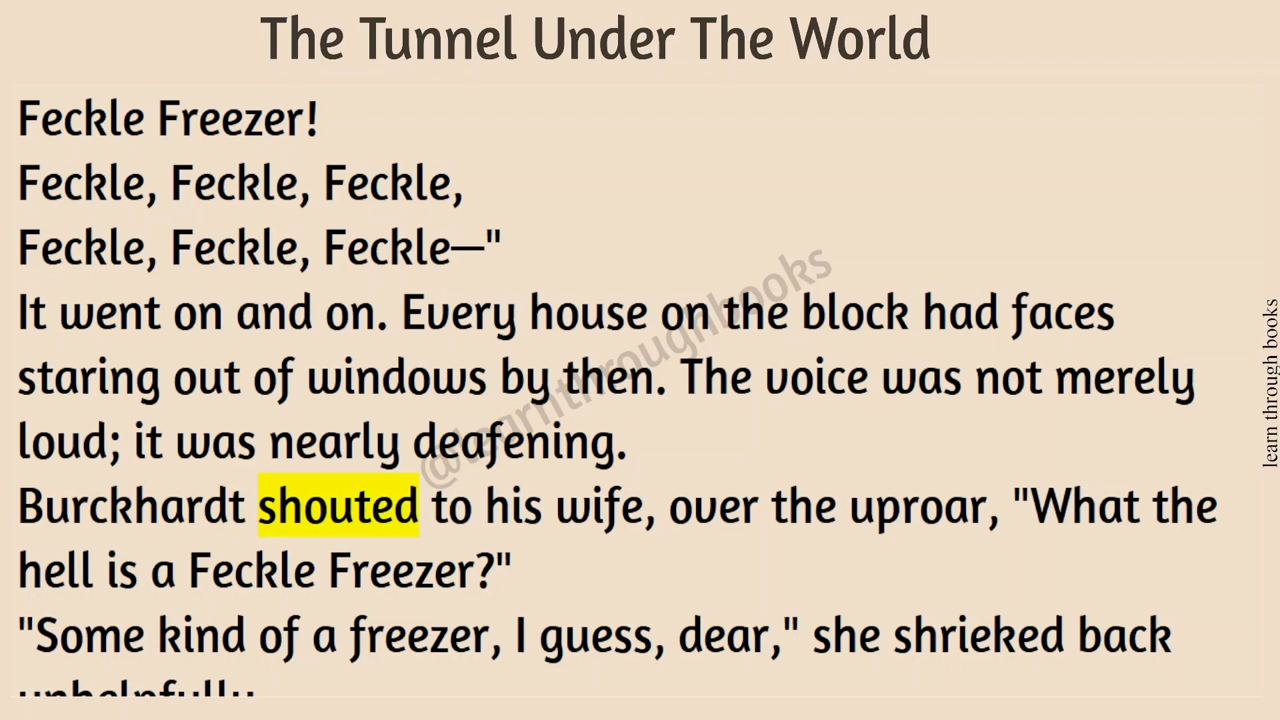 The Tunnel Under The World
Feckle Freezer!
Feckle, Feckle, Feckle,
Feckle, Feckle, Feckle—"
It went on and on. Every house on the block had faces
staring out of windows by then. The voice was not merely
loud; it was nearly deafening.
Burckhardt shouted to his wife, over the uproar, "What the
hell is a Feckle Freezer?"
"Some kind of a freezer, I guess, dear," she shrieked back
unhelpfully.
@learnthroughbooks
learn through books